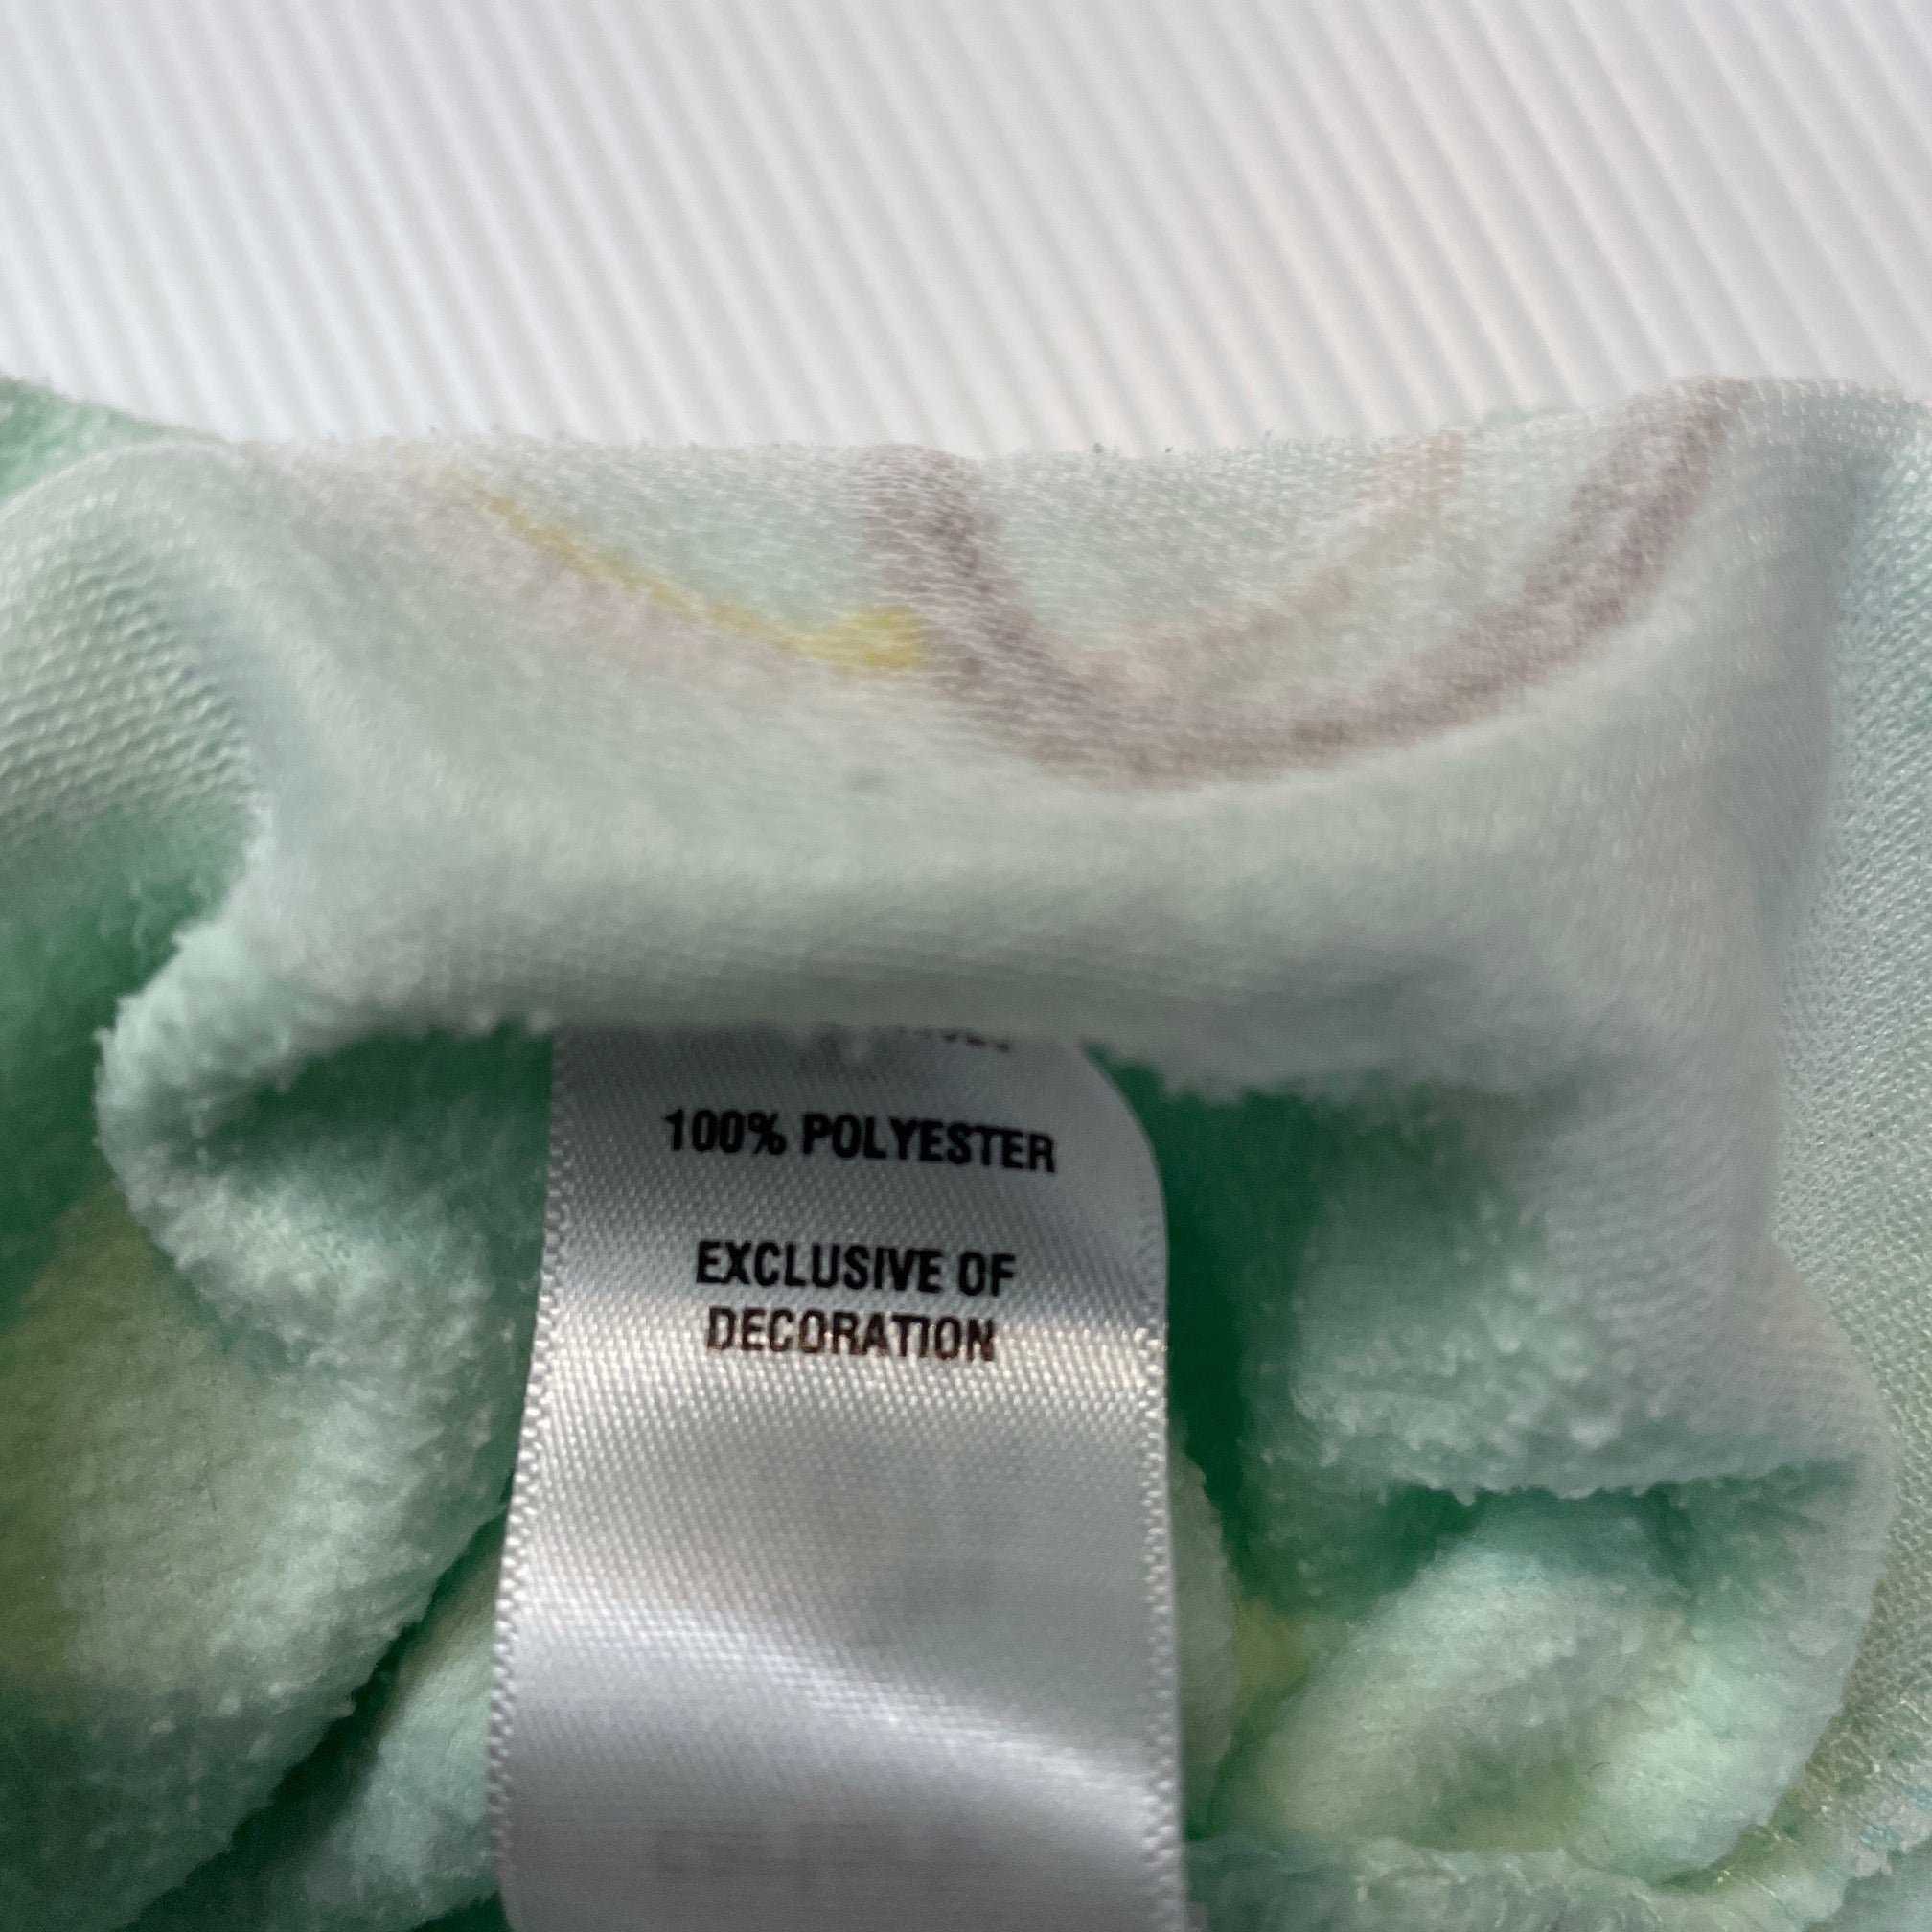 100% POLYESTER
EXCLUSIVE OF
DECORATION